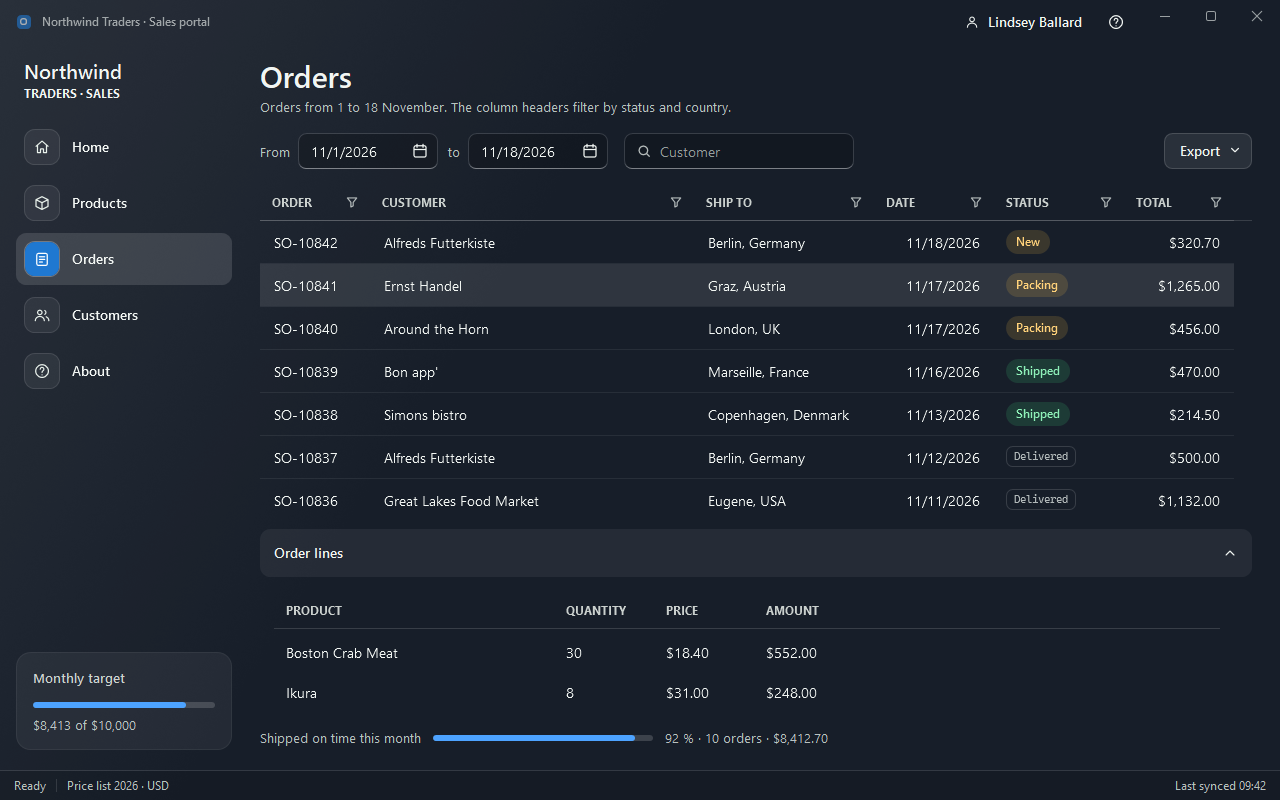 Northwind Traders · Sales portal
Lindsey Ballard
Northwind
TRADERS · SALES
Home
Products
Orders
Customers
About
Monthly target
$8,413 of $10,000
Orders
Orders from 1 to 18 November. The column headers filter by status and country.
From 11/1/2026 to 11/18/2026 Customer Export
ORDER CUSTOMER SHIP TO DATE STATUS TOTAL
SO-10842 Alfreds Futterkiste Berlin, Germany 11/18/2026 New $320.70
SO-10841 Ernst Handel Graz, Austria 11/17/2026 Packing $1,265.00
SO-10840 Around the Horn London, UK 11/17/2026 Packing $456.00
SO-10839 Bon app' Marseille, France 11/16/2026 Shipped $470.00
SO-10838 Simons bistro Copenhagen, Denmark 11/13/2026 Shipped $214.50
SO-10837 Alfreds Futterkiste Berlin, Germany 11/12/2026 Delivered $500.00
SO-10836 Great Lakes Food Market Eugene, USA 11/11/2026 Delivered $1,132.00
Order lines
PRODUCT QUANTITY PRICE AMOUNT
Boston Crab Meat 30 $18.40 $552.00
Ikura 8 $31.00 $248.00
Shipped on time this month 92 % · 10 orders · $8,412.70
Ready Price list 2026 · USD Last synced 09:42